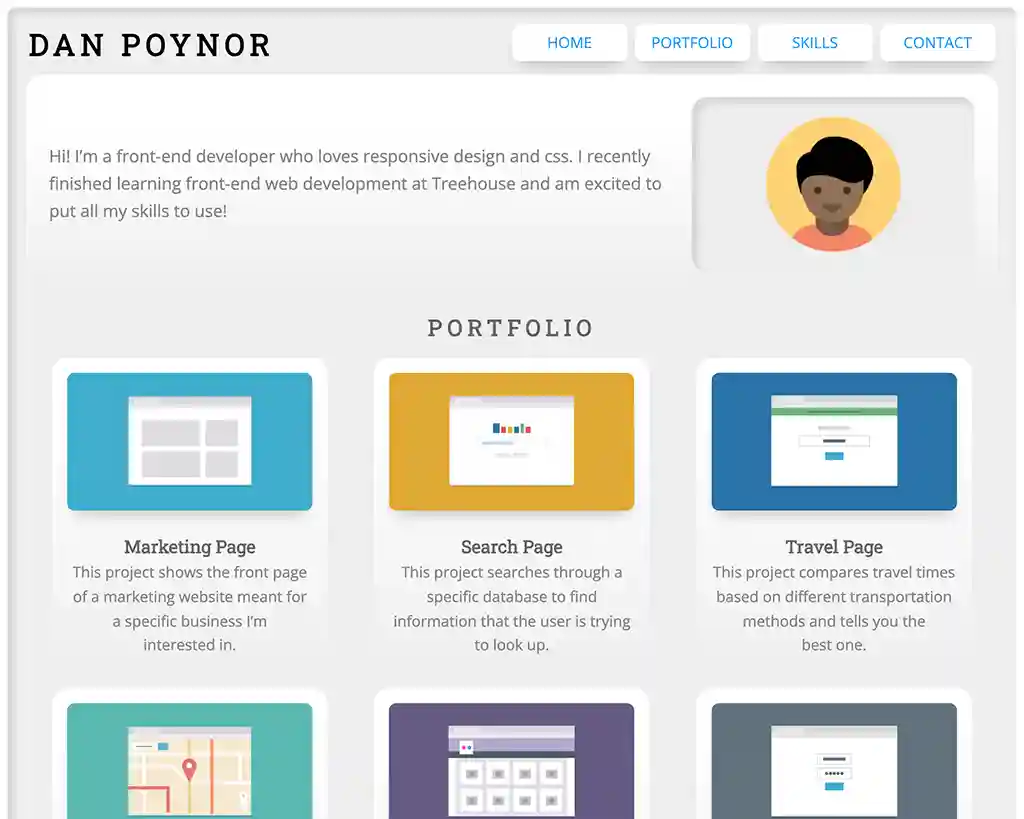 DAN POYNOR
HOME
PORTFOLIO
SKILLS
CONTACT
Hi! I’m a front-end developer who loves responsive design and css. I recently
finished learning front-end web development at Treehouse and am excited to
put all my skills to use!
PORTFOLIO
Marketing Page
This project shows the front page
of a marketing website meant for
a specific business I’m
interested in.
Search Page
This project searches through a
specific database to find
information that the user is trying
to look up.
Travel Page
This project compares travel times
based on different transportation
methods and tells you the
best one.